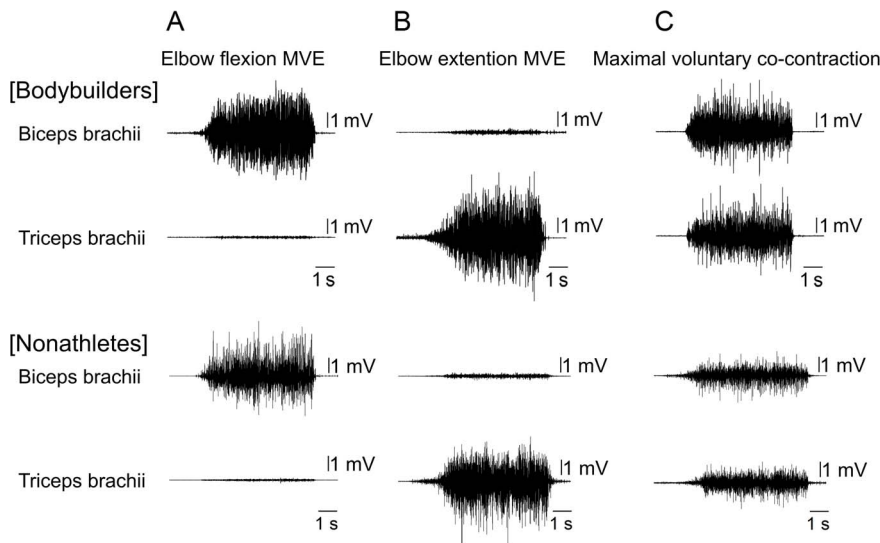 A B C
Elbow flexion MVE Elbow extention MVE Maximal voluntary co-contraction
[Bodybuilders]
Biceps brachii 1 mV 1 mV 1 mV
Triceps brachii 1 mV 1 mV 1 mV
1 s 1 s 1 s
[Nonathletes]
Biceps brachii 1 mV 1 mV 1 mV
Triceps brachii 1 mV 1 mV 1 mV
1 s 1 s 1 s